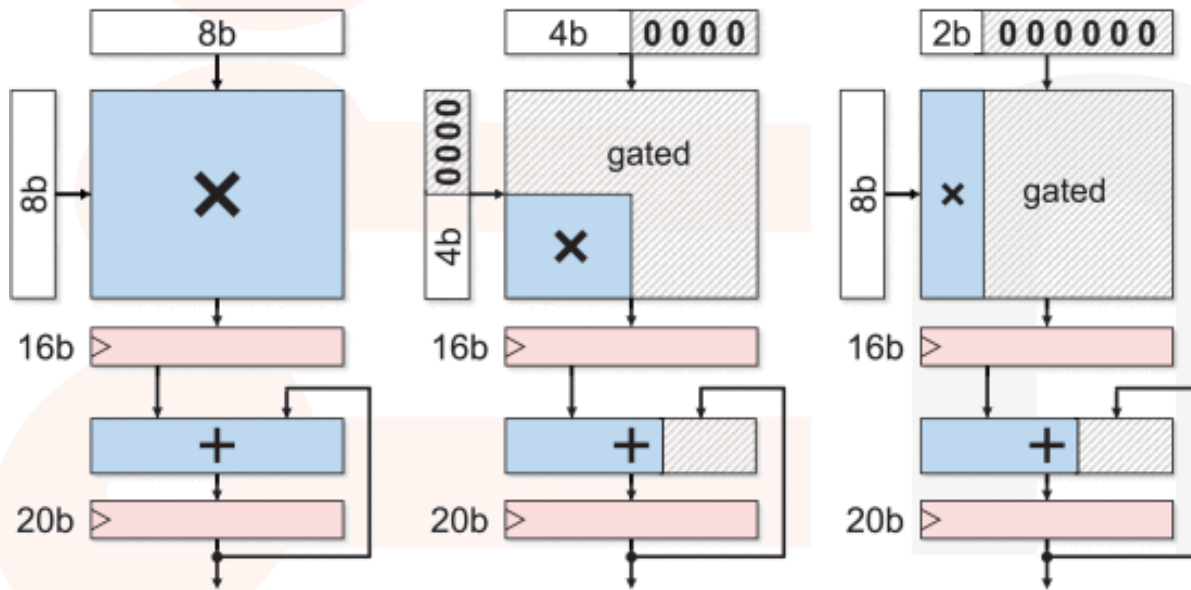 8b
8b
×
16b
+
20b
4b 0000
0000
4b
gated
×
16b
+
20b
2b 000000
8b
×
gated
16b
+
20b